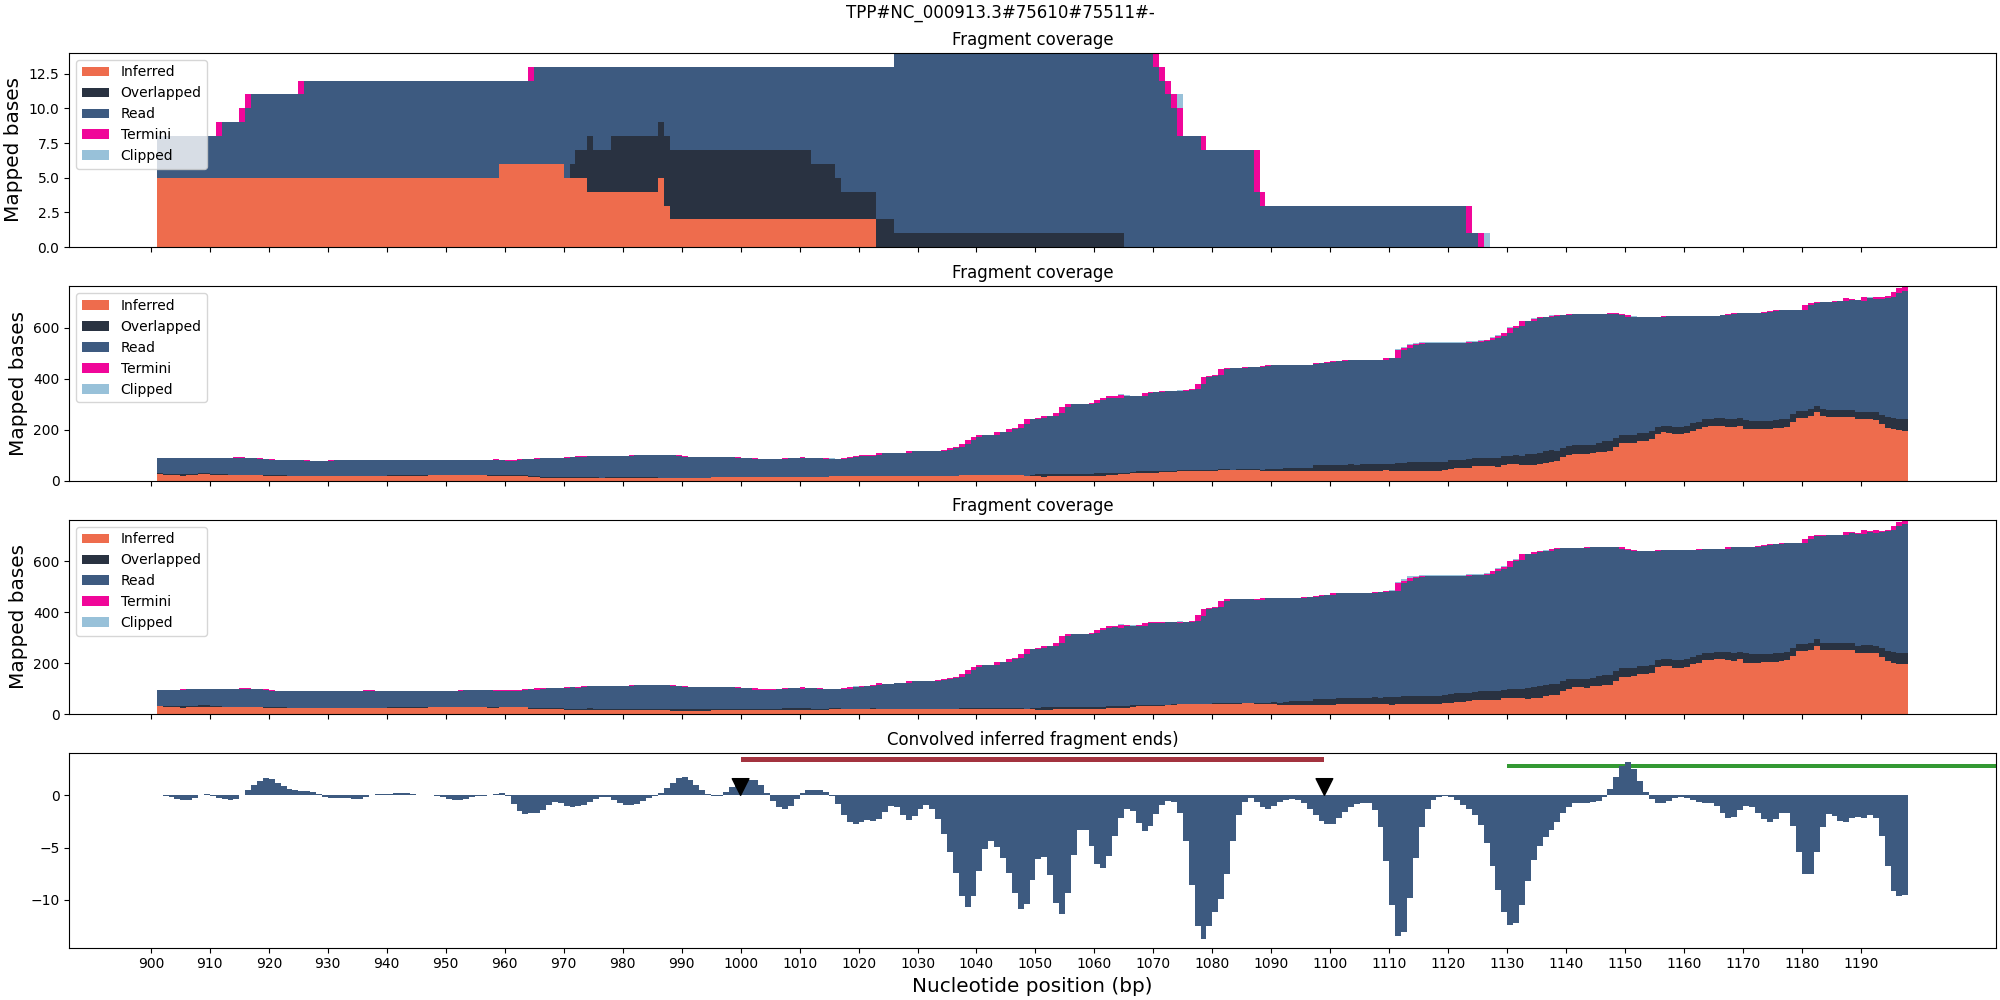 TPP#NC_000913.3#75610#75511#-
Fragment coverage
Mapped bases
12.5
10.0
7.5
5.0
2.5
0.0
Inferred
Overlapped
Read
Termini
Clipped
Fragment coverage
Mapped bases
600
400
200
0
Inferred
Overlapped
Read
Termini
Clipped
Fragment coverage
Mapped bases
600
400
200
0
Inferred
Overlapped
Read
Termini
Clipped
Convolved inferred fragment ends)
0
−5
−10
900 910 920 930 940 950 960 970 980 990 1000 1010 1020 1030 1040 1050 1060 1070 1080 1090 1100 1110 1120 1130 1140 1150 1160 1170 1180 1190
Nucleotide position (bp)